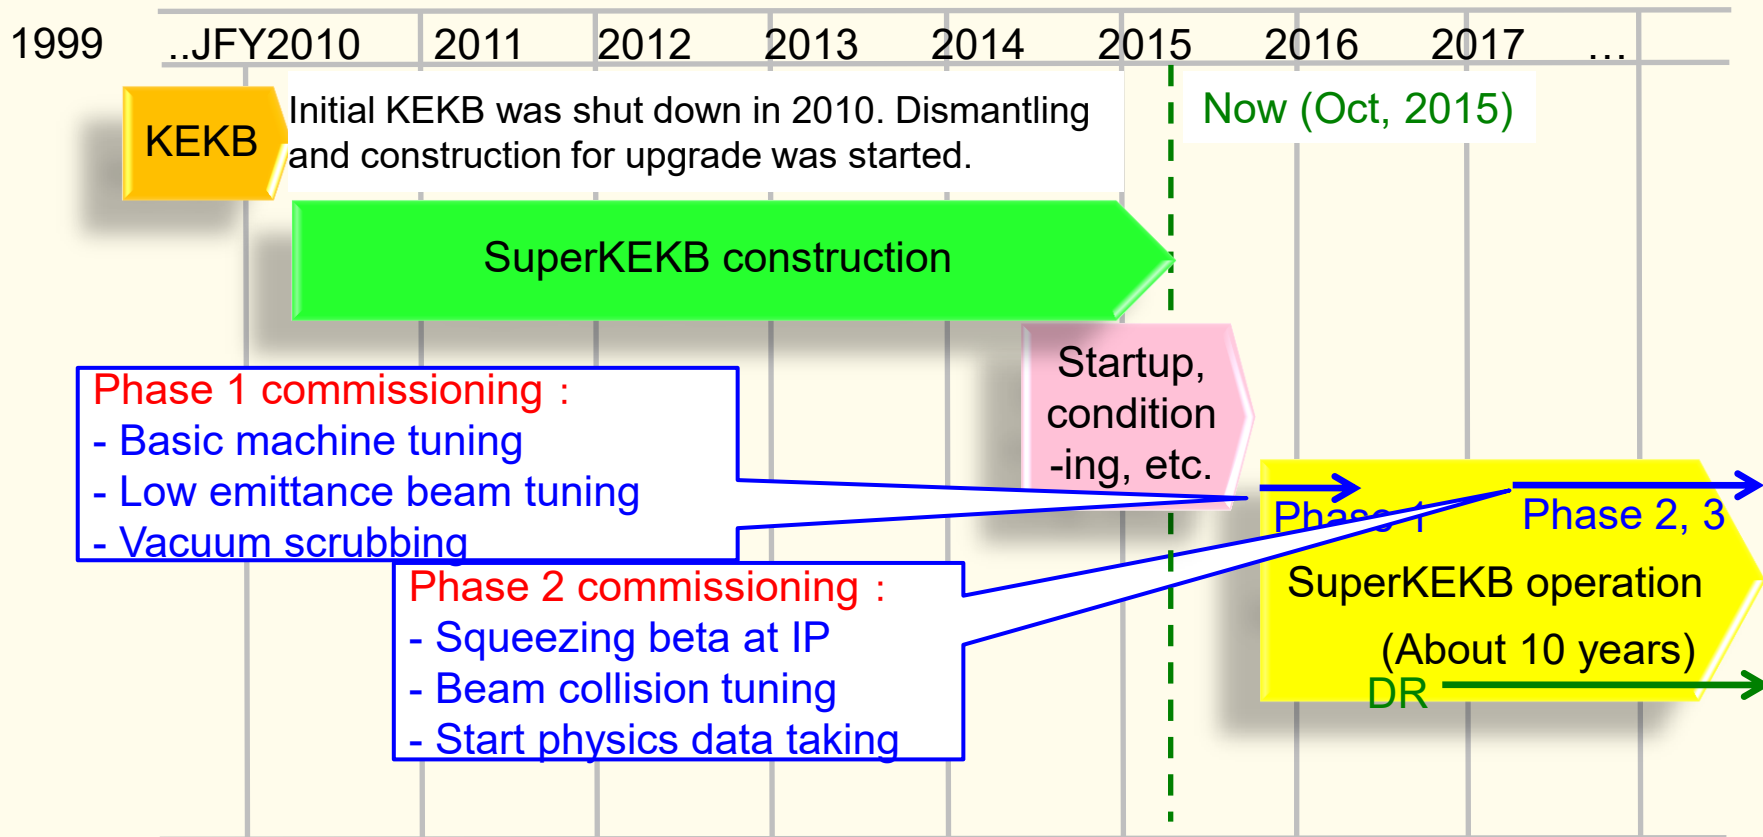 1999 ..JFY2010 2011 2012 2013 2014 2015 2016 2017 ...
KEKB
Initial KEKB was shut down in 2010. Dismantling
and construction for upgrade was started.
Now (Oct, 2015)
SuperKEKB construction
Startup,
condition
-ing, etc.
Phase 1 commissioning :
- Basic machine tuning
- Low emittance beam tuning
- Vacuum scrubbing
Phase 1
Phase 2, 3
Phase 2 commissioning :
- Squeezing beta at IP
- Beam collision tuning
- Start physics data taking
SuperKEKB operation
(About 10 years)
DR